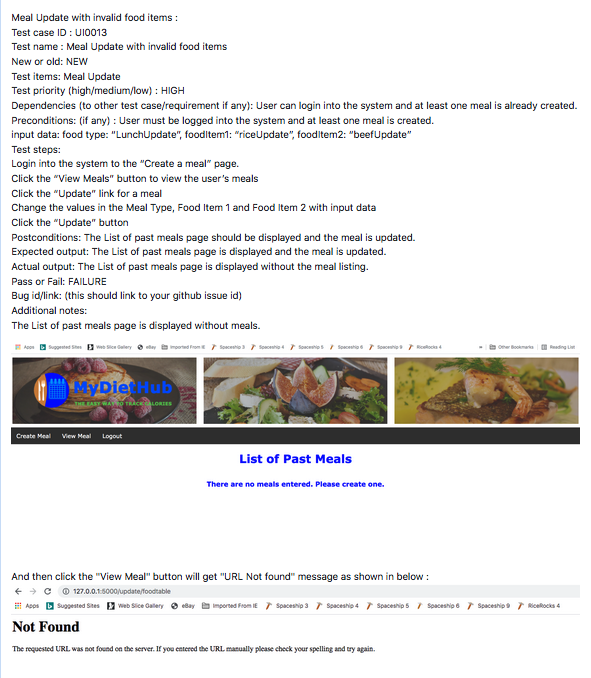 Meal Update with invalid food items :
Test case ID : UI0013
Test name : Meal Update with invalid food items
New or old: NEW
Test items: Meal Update
Test priority (high/medium/low) : HIGH
Dependencies (to other test case/requirement if any): User can login into the system and at least one meal is already created.
Preconditions: (if any) : User must be logged into the system and at least one meal is created.
input data: food type: “LunchUpdate”, foodItem1: “riceUpdate”, foodItem2: “beefUpdate”
Test steps:
Login into the system to the “Create a meal” page.
Click the “View Meals” button to view the user’s meals
Click the “Update” link for a meal
Change the values in the Meal Type, Food Item 1 and Food Item 2 with input data
Click the “Update” button
Postconditions: The List of past meals page should be displayed and the meal is updated.
Expected output: The List of past meals page is displayed and the meal is updated.
Actual output: The List of past meals page is displayed without the meal listing.
Pass or Fail: FAILURE
Bug id/link: (this should link to your github issue id)
Additional notes:
The List of past meals page is displayed without meals.
Apps Suggested Sites Web Slice Gallery eBay Imported From IE Spaceship 3 Spaceship 4 Spaceship 5 Spaceship 6 Spaceship 9 RiceRocks 4 » Other Bookmarks Reading List
MyDietHub
THE EASY WAY TO TRACK CALORIES
Create Meal View Meal Logout
List of Past Meals
There are no meals entered. Please create one.
And then click the "View Meal" button will get "URL Not found" message as shown in below :
127.0.0.1:5000/update/foodtable
Apps Suggested Sites Web Slice Gallery eBay Imported From IE Spaceship 3 Spaceship 4 Spaceship 5 Spaceship 6 Spaceship 9 RiceRocks 4
Not Found
The requested URL was not found on the server. If you entered the URL manually please check your spelling and try again.